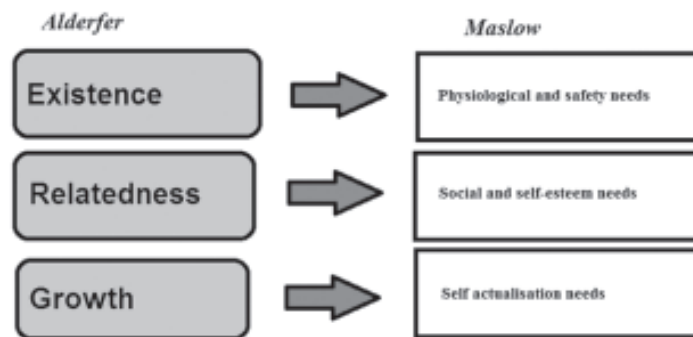 Alderfer
Maslow
Existence
Physiological and safety needs
Relatedness
Social and self-esteem needs
Growth
Self actualisation needs